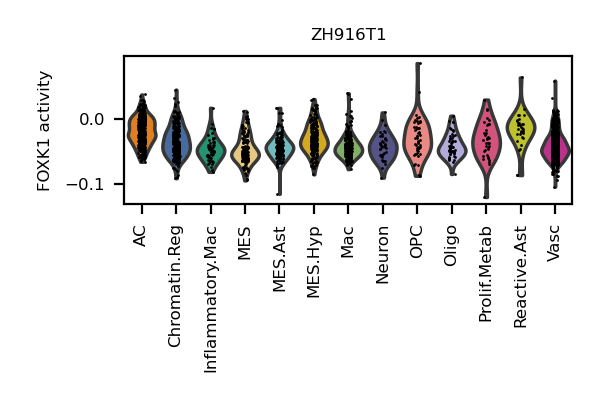 ZH916T1
FOXK1 activity
0.0
−0.1
AC
Chromatin.Reg
Inflammatory.Mac
MES
MES.Ast
MES.Hyp
Mac
Neuron
OPC
Oligo
Prolif.Metab
Reactive.Ast
Vasc